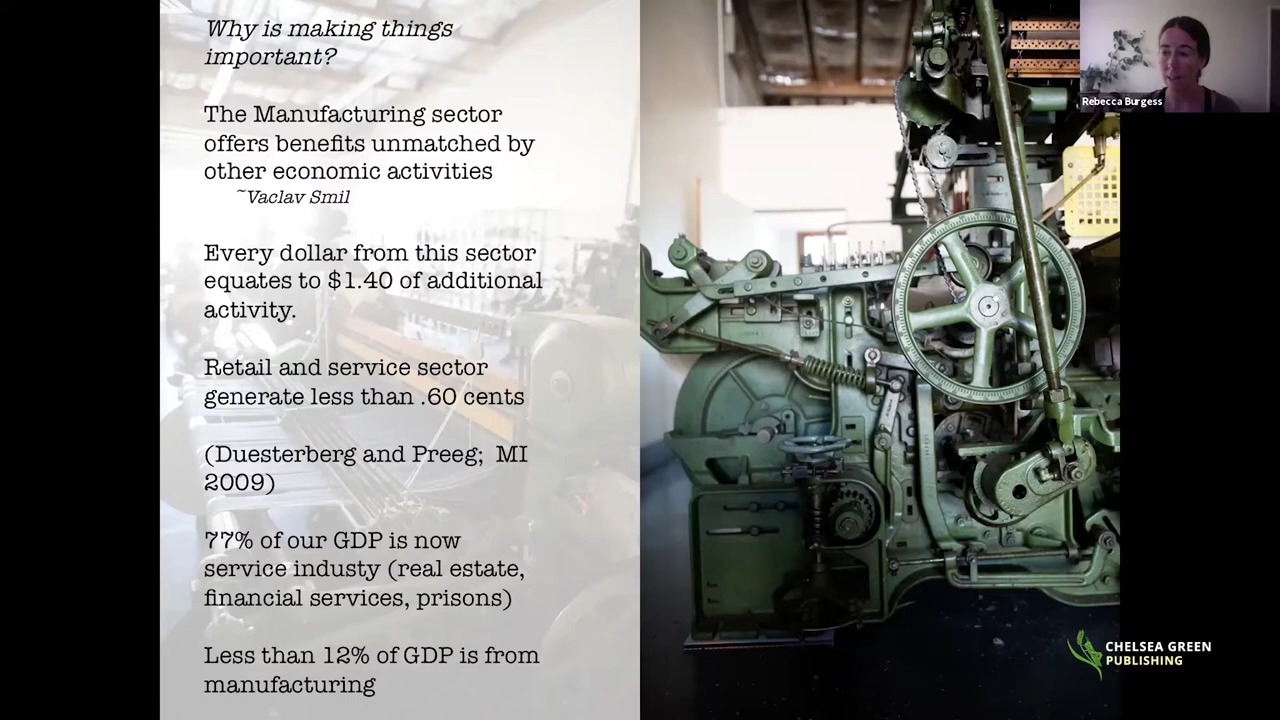 Why is making things
important?
The Manufacturing sector
offers benefits unmatched by
other economic activities
~Vaclav Smil
Every dollar from this sector
equates to $1.40 of additional
activity.
Retail and service sector
generate less than .60 cents
(Duesterberg and Preeg;  MI
2009)
77% of our GDP is now
service industy (real estate,
financial services, prisons)
Less than 12% of GDP is from
manufacturing
Rebecca Burgess
CHELSEA GREEN
PUBLISHING